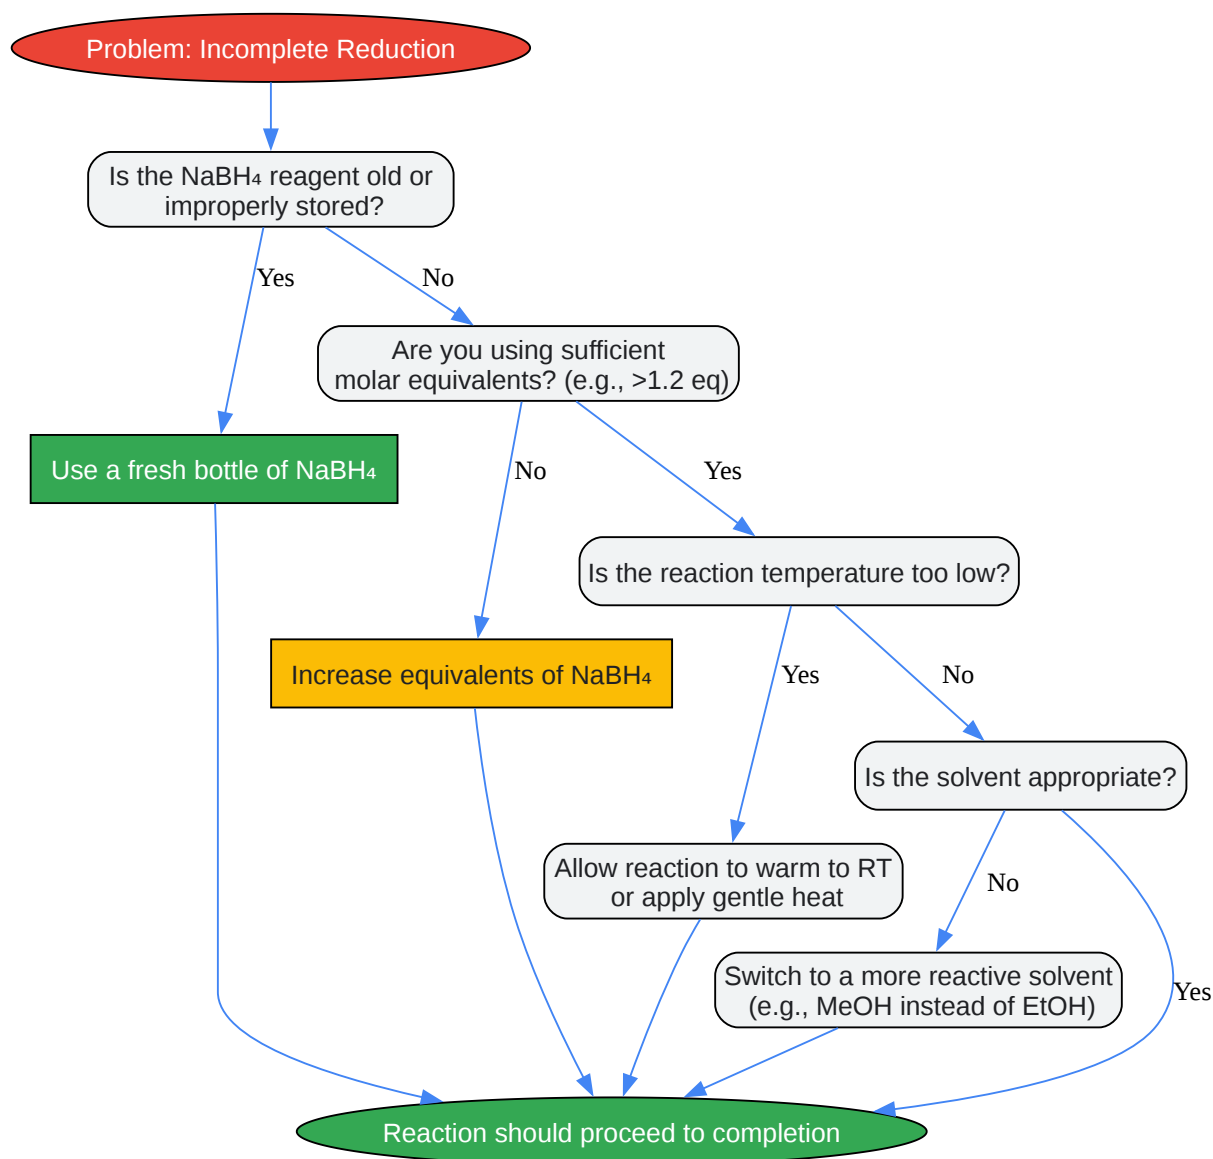 Problem: Incomplete Reduction
Is the NaBH₄ reagent old or
improperly stored?
Yes
No
Are you using sufficient
molar equivalents? (e.g., >1.2 eq)
Use a fresh bottle of NaBH₄
No
Yes
Is the reaction temperature too low?
Increase equivalents of NaBH₄
Yes
No
Is the solvent appropriate?
Allow reaction to warm to RT
or apply gentle heat
No
Switch to a more reactive solvent
(e.g., MeOH instead of EtOH)
Yes
Reaction should proceed to completion